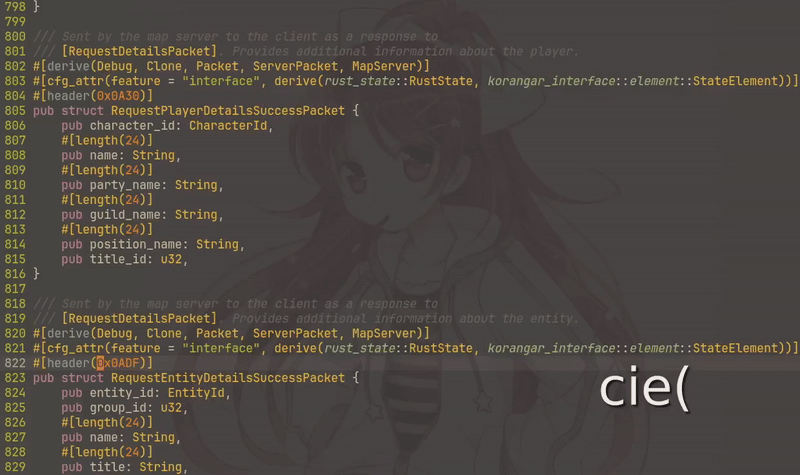 798 }
799
800 /// Sent by the map server to the client as a response to
801 /// [RequestDetailsPacket]. Provides additional information about the player.
802 #[derive(Debug, Clone, Packet, ServerPacket, MapServer)]
803 #[cfg_attr(feature = "interface", derive(rust_state::RustState, korangar_interface::element::StateElement))]
804 #[header(0x0A30)]
805 pub struct RequestPlayerDetailsSuccessPacket {
806     pub character_id: CharacterId,
807     #[length(24)]
808     pub name: String,
809     #[length(24)]
810     pub party_name: String,
811     #[length(24)]
812     pub guild_name: String,
813     #[length(24)]
814     pub position_name: String,
815     pub title_id: u32,
816 }
817
818 /// Sent by the map server to the client as a response to
819 /// [RequestDetailsPacket]. Provides additional information about the entity.
820 #[derive(Debug, Clone, Packet, ServerPacket, MapServer)]
821 #[cfg_attr(feature = "interface", derive(rust_state::RustState, korangar_interface::element::StateElement))]
822 #[header(0x0ADF)]
823 pub struct RequestEntityDetailsSuccessPacket {
824     pub entity_id: EntityId,
825     pub group_id: u32,
826     #[length(24)]
827     pub name: String,
828     #[length(24)]
829     pub title: String,
cie(